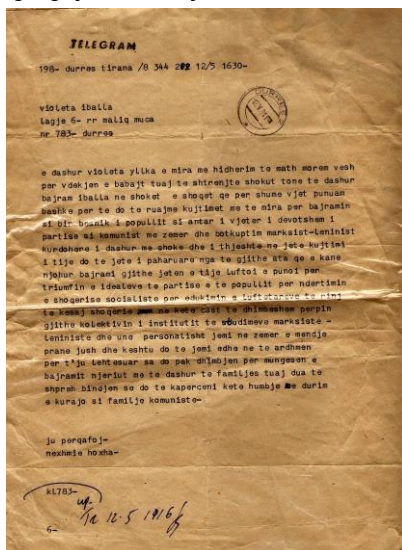 TELEGRAM
198- durres tirana /8 344 202 12/5 1630-
violeta iballa
lagje 6- rr maliq muca
nr 783- durres
DURRES
e dashur violeta yllka e mira me hidherim te math morem vesh
per vdekjen e babajt tuaj te shtrenjte shokut tone te dashur
bajram iballa ne shoket e shoqet qe per shume vjet punuam
beshke per te do te ruajme kujtimet me te mira per bajramin
si bir besnik i popullit si antar i vjeter i devotshem i
partise si komunist me zemer dhe botkuptim marksist-leninist
kurdohere i dashur me shoke dhe i thjeshte ne jete kujtimi
i tije do te jete i paharuare nga te gjithe ata qe e kane
njohur bajrami gjithe jeten e tije luftoi e punoi per
triumfin e idealeve te partise e te popullit per ndertimin
e shoqerise socialiste per edukimin e luftetareve te rinj
te kesaj shoqerie ne kete cast te dhimbeshem perpin
gjithe kolektivin i institutit te studimeve marksiste -
leniniste dhe une personalisht jemi ne zemer e mendje
prane jush dhe keshtu do te jemi edhe ne te ardhmen
per t'ju lehtesuar sa do pak dhimbjen per mungesen e
bajramit njeriut me te dashur te familjes tuaj dua te
shpreh bindjen se do te kaperceni kete humbje me durim
e kurajo si familje komuniste-
ju perqafoj-
nexhmie hoxha-
kl783-
Ta 12.5 1916
6-